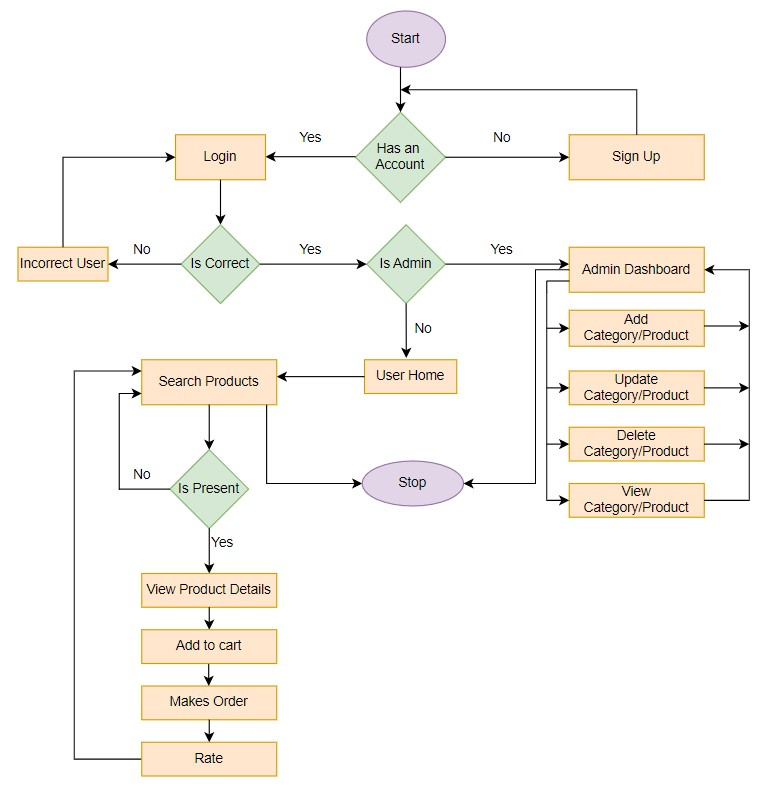 Start
Yes
No
Has an
Account
Login
Sign Up
No
Yes
Yes
Incorrect User
Is Correct
Is Admin
Admin Dashboard
No
Add
Category/Product
Search Products
User Home
Update
Category/Product
Delete
Category/Product
No
Is Present
Stop
View
Category/Product
Yes
View Product Details
Add to cart
Makes Order
Rate